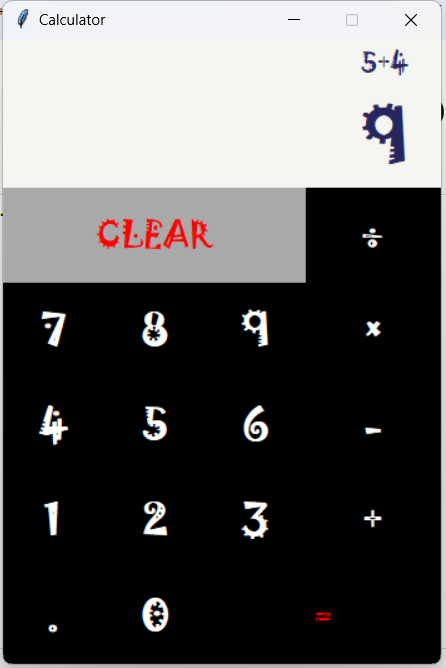 Calculator
5+4
9
CLEAR ÷
7 8 9 x
4 5 6 -
1 2 3 +
. 0 =